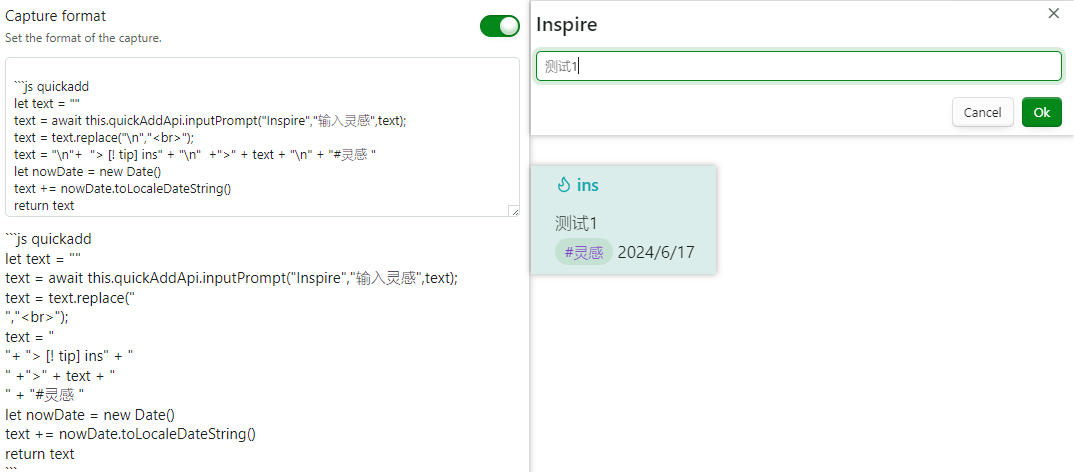 Capture format
Set the format of the capture.
```js quickadd
let text = ""
text = await this.quickAddApi.inputPrompt("Inspire","输入灵感",text);
text = text.replace("\n","<br>");
text = "\n"+  "> [! tip] ins" + "\n"  +">" + text + "\n" + "#灵感 "
let nowDate = new Date()
text += nowDate.toLocaleDateString()
return text
```js quickadd
let text = ""
text = await this.quickAddApi.inputPrompt("Inspire","输入灵感",text);
text = text.replace("
","<br>");
text = "
"+ "> [! tip] ins" + "
" +">" + text + "
" + "#灵感 "
let nowDate = new Date()
text += nowDate.toLocaleDateString()
return text
```
Inspire
测试1
Cancel
Ok
ins
测试1
#灵感 2024/6/17